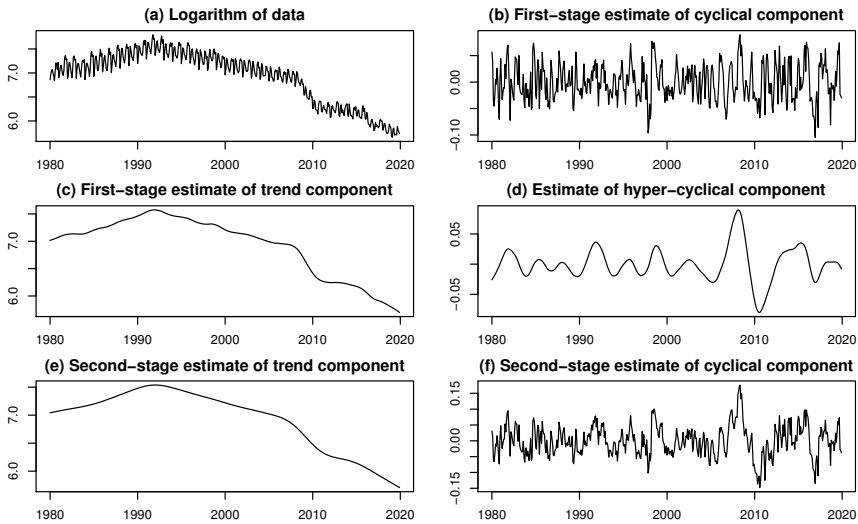 (a) Logarithm of data
(b) First−stage estimate of cyclical component
7.0
6.0
1980 1990 2000 2010 2020
0.00
−0.10
1980 1990 2000 2010 2020
(c) First−stage estimate of trend component
(d) Estimate of hyper−cyclical component
7.0
6.0
1980 1990 2000 2010 2020
0.05
−0.05
1980 1990 2000 2010 2020
(e) Second−stage estimate of trend component
(f) Second−stage estimate of cyclical component
7.0
6.0
1980 1990 2000 2010 2020
0.15
0.00
−0.15
1980 1990 2000 2010 2020